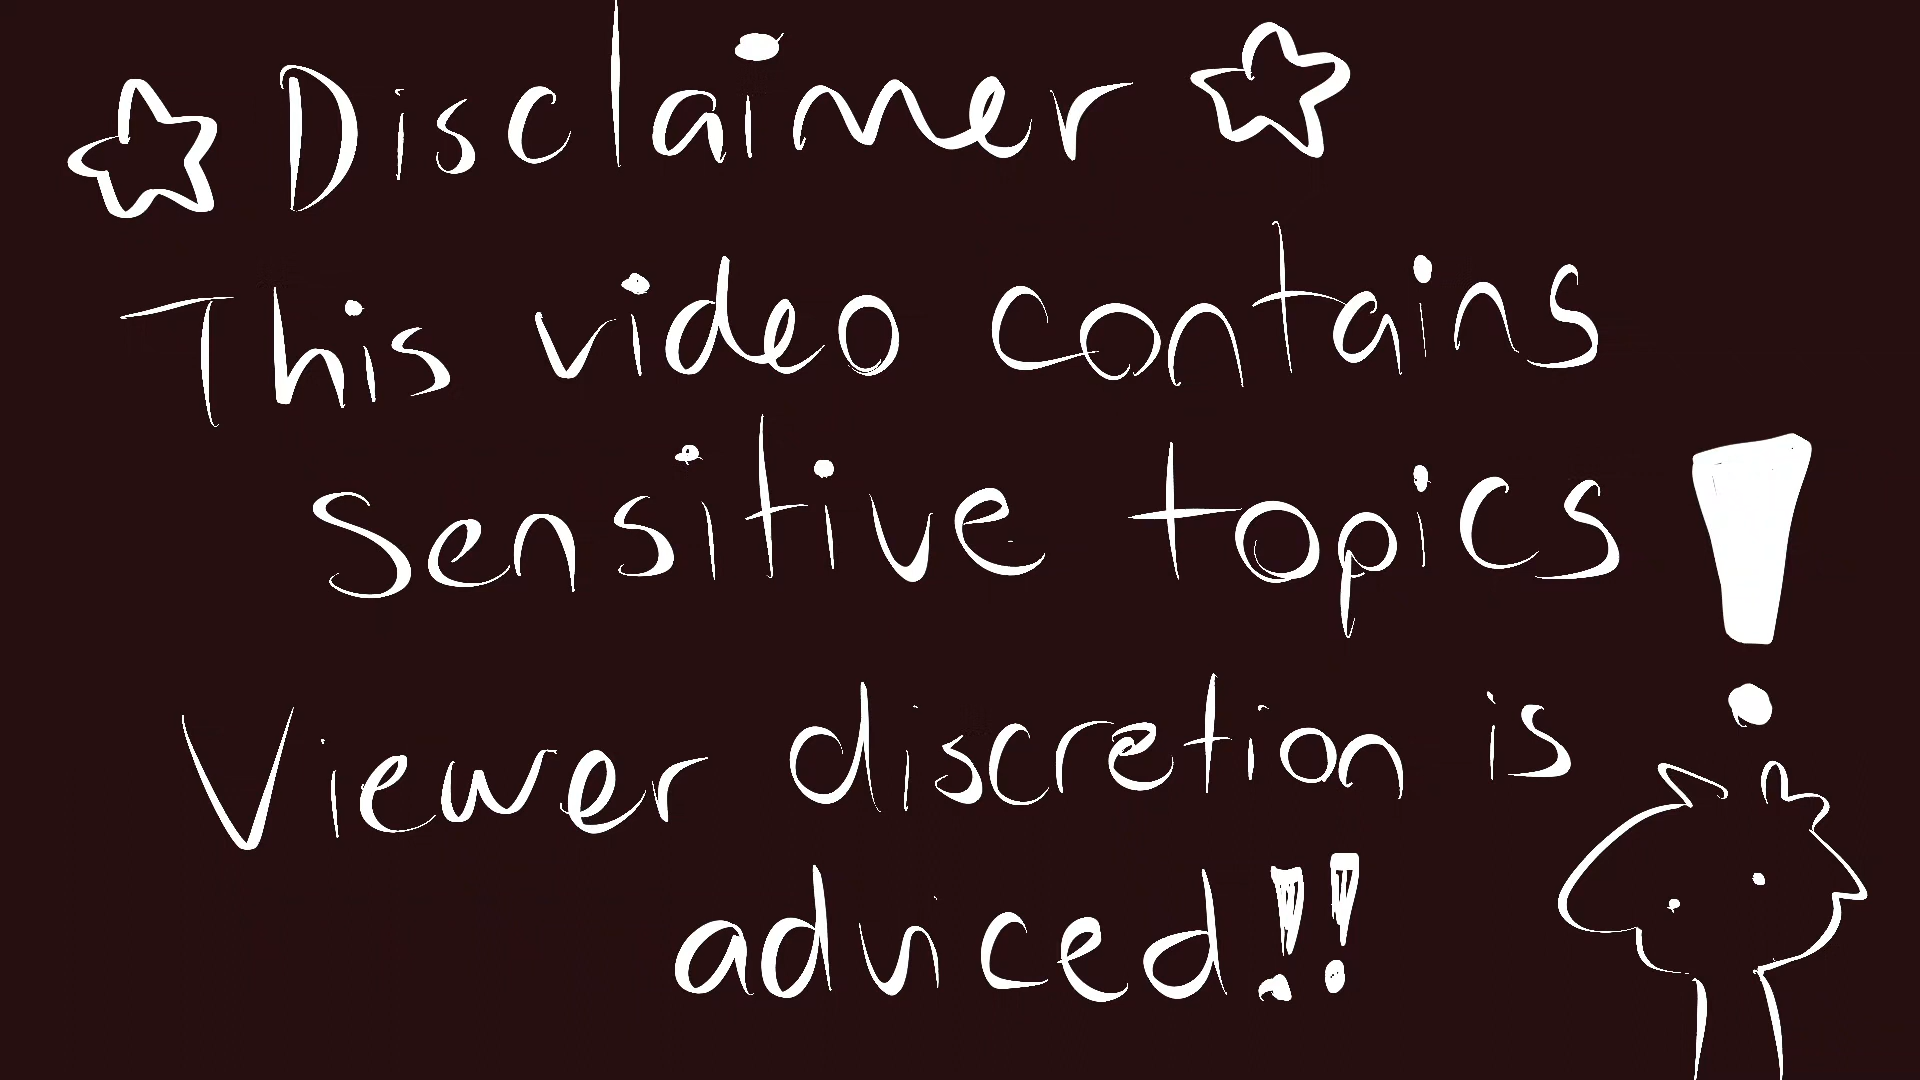 Disclaimer
This video contains
sensitive topics !
Viewer discretion is
adviced!!